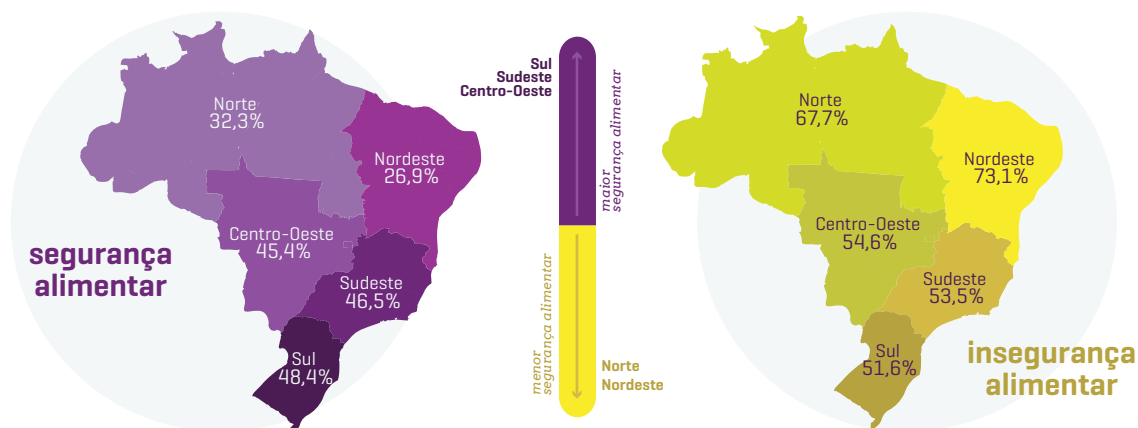 Norte
32,3%
Nordeste
26,9%
Centro-Oeste
45,4%
Sudeste
46,5%
Sul
48,4%
segurança
alimentar
Sul
Sudeste
Centro-Oeste
maior
segurança alimentar
menor
segurança alimentar
Norte
Nordeste
Norte
67,7%
Nordeste
73,1%
Centro-Oeste
54,6%
Sudeste
53,5%
Sul
51,6%
insegurança
alimentar